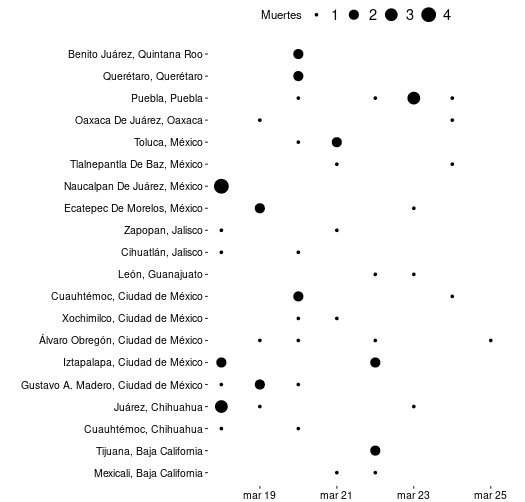 Muertes 1 2 3 4
Benito Juárez, Quintana Roo
Querétaro, Querétaro
Puebla, Puebla
Oaxaca De Juárez, Oaxaca
Toluca, México
Tlalnepantla De Baz, México
Naucalpan De Juárez, México
Ecatepec De Morelos, México
Zapopan, Jalisco
Cihuatlán, Jalisco
León, Guanajuato
Cuauhtémoc, Ciudad de México
Xochimilco, Ciudad de México
Álvaro Obregón, Ciudad de México
Iztapalapa, Ciudad de México
Gustavo A. Madero, Ciudad de México
Juárez, Chihuahua
Cuauhtémoc, Chihuahua
Tijuana, Baja California
Mexicali, Baja California
mar 19 mar 21 mar 23 mar 25